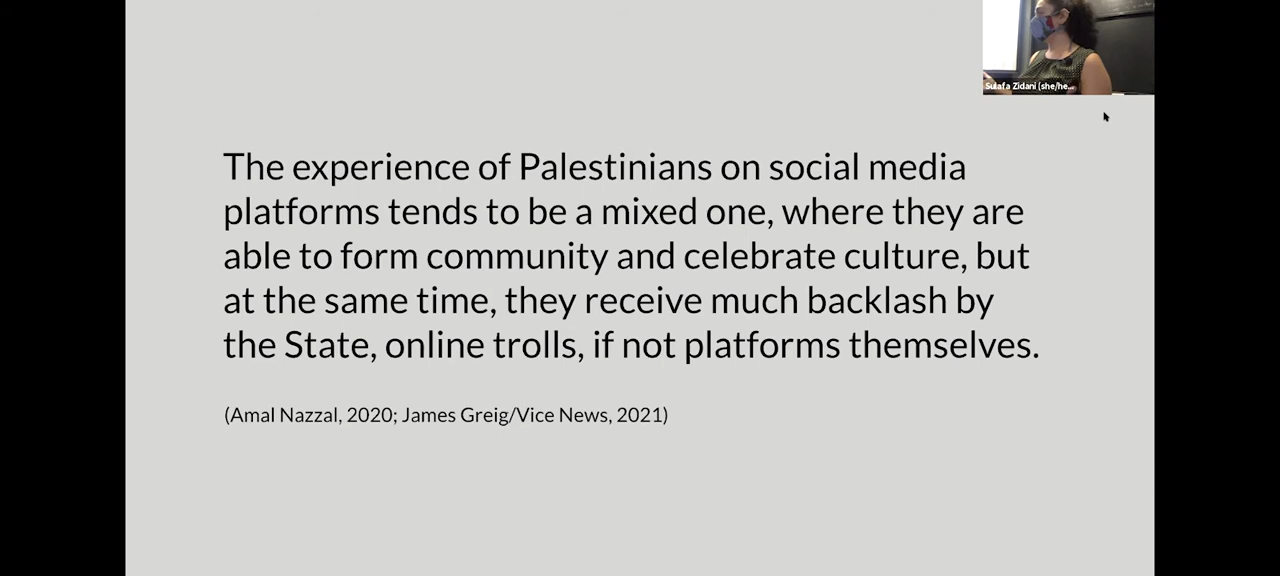 Sulafa Zidani (she/he...
The experience of Palestinians on social media
platforms tends to be a mixed one, where they are
able to form community and celebrate culture, but
at the same time, they receive much backlash by
the State, online trolls, if not platforms themselves.
(Amal Nazzal, 2020; James Greig/Vice News, 2021)